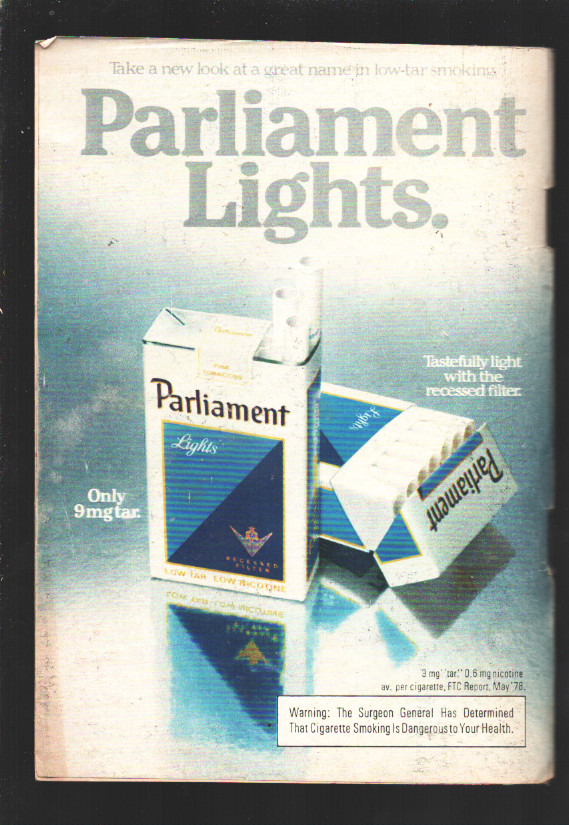 Take a new look at a great name in low-tar smoking.
Parliament
Lights.
Tastefully light
with the
recessed filter.
Parliament
Lights
Only
9 mg tar.
RECESSED
FILTER
LOW TAR LOW NICOTINE
Lights
Parliament
9 mg "tar," 0.6 mg nicotine
av. per cigarette, FTC Report, May '78.
Warning: The Surgeon General Has Determined
That Cigarette Smoking Is Dangerous to Your Health.